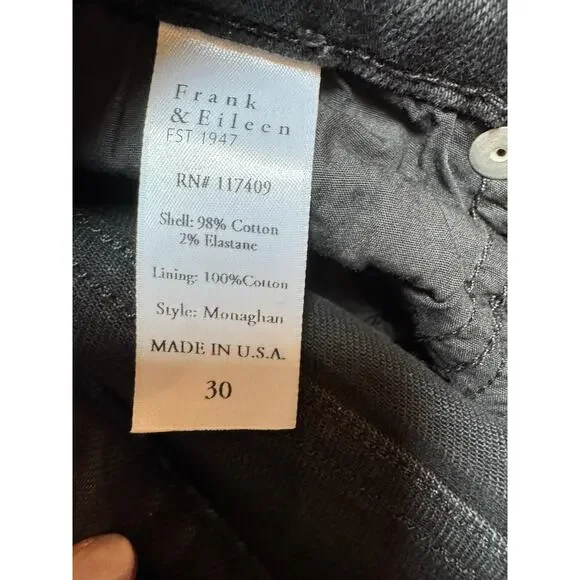 Frank
& Eileen
EST 1947
RN# 117409
Shell: 98% Cotton
2% Elastane
Lining: 100%Cotton
Style: Monaghan
MADE IN U.S.A.
30